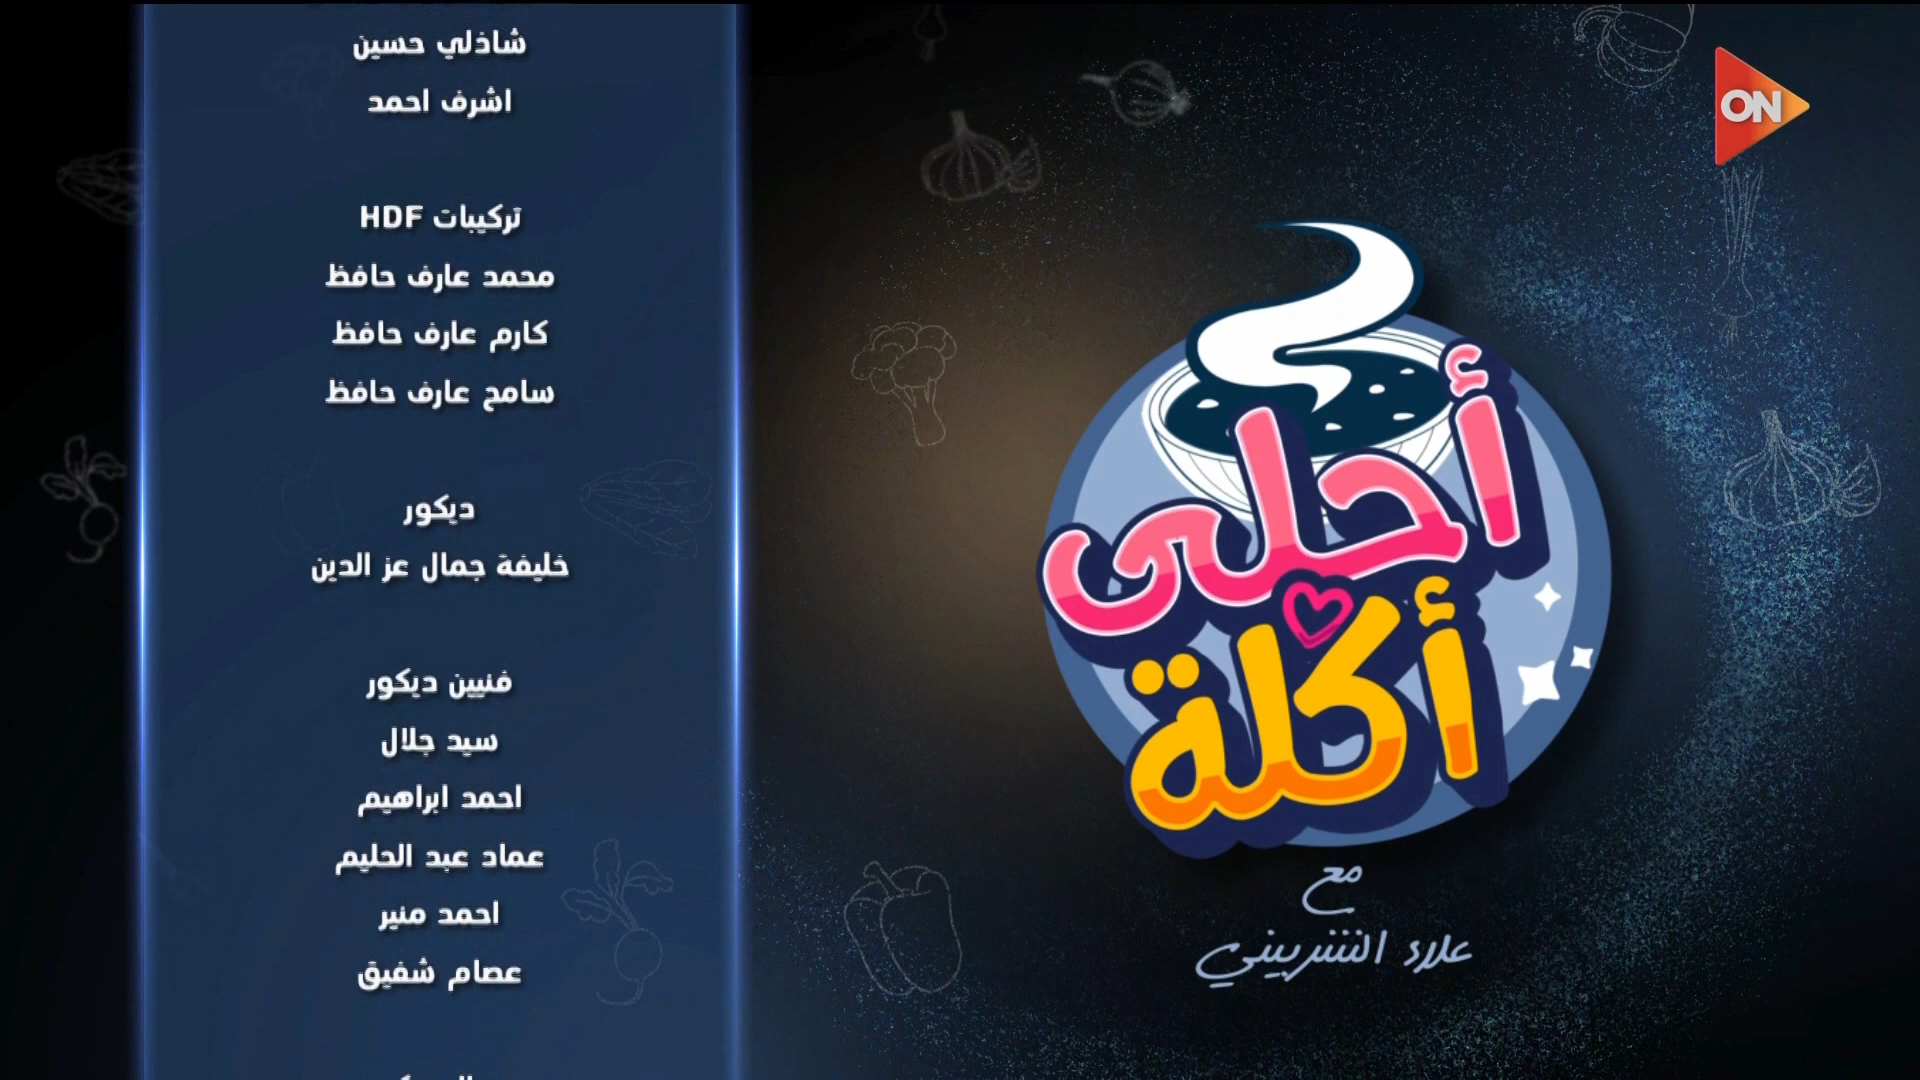 شاذلي حسين
اشرف احمد
تركيبات HDF
محمد عارف حافظ
كارم عارف حافظ
سامح عارف حافظ
ديكور
خليفة جمال عز الدين
فنيين ديكور
سيد جلال
احمد ابراهيم
عماد عبد الحليم
احمد منير
عصام شفيق
ON
أحلى
أكلة
مع
علاء الشربيني